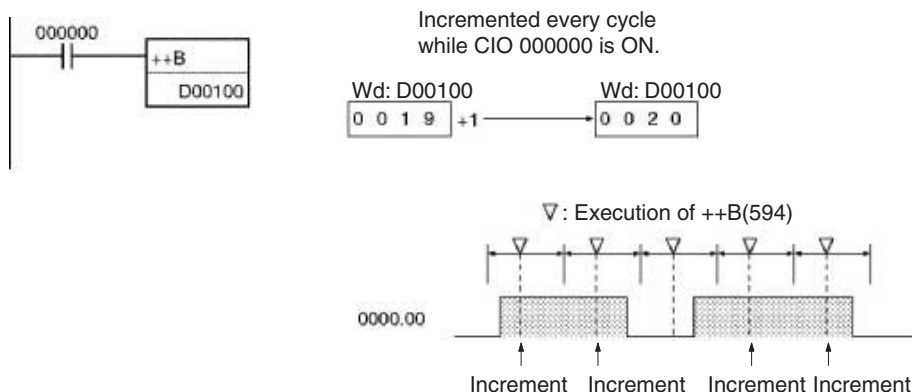 000000
++B
D00100
Incremented every cycle
while CIO 000000 is ON.
Wd: D00100
0 0 1 9 +1
Wd: D00100
0 0 2 0
▽ : Execution of ++B(594)
0000.00
Increment Increment Increment Increment